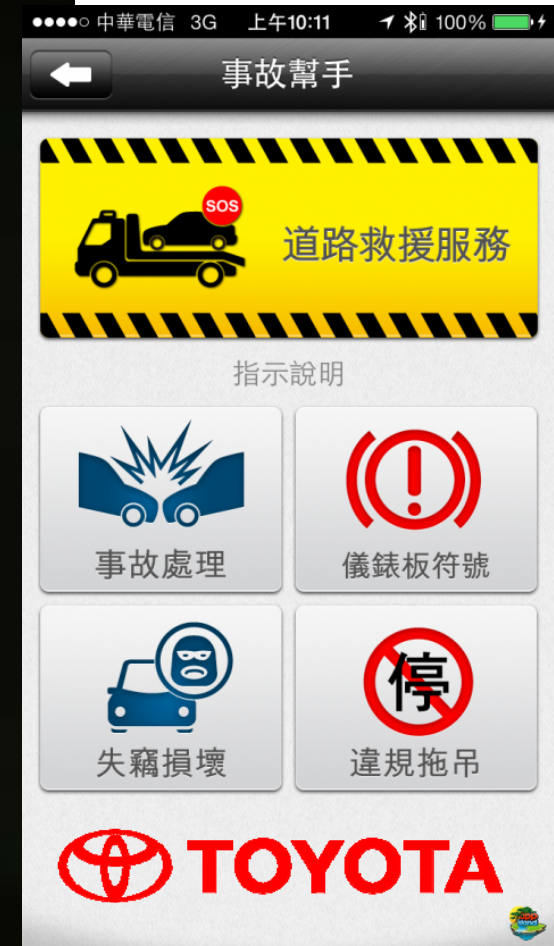 中華電信 3G 上午10:11 100%
事故幫手
SOS
道路救援服務
指示說明
事故處理
儀錶板符號
失竊損壞
停
違規拖吊
TOYOTA